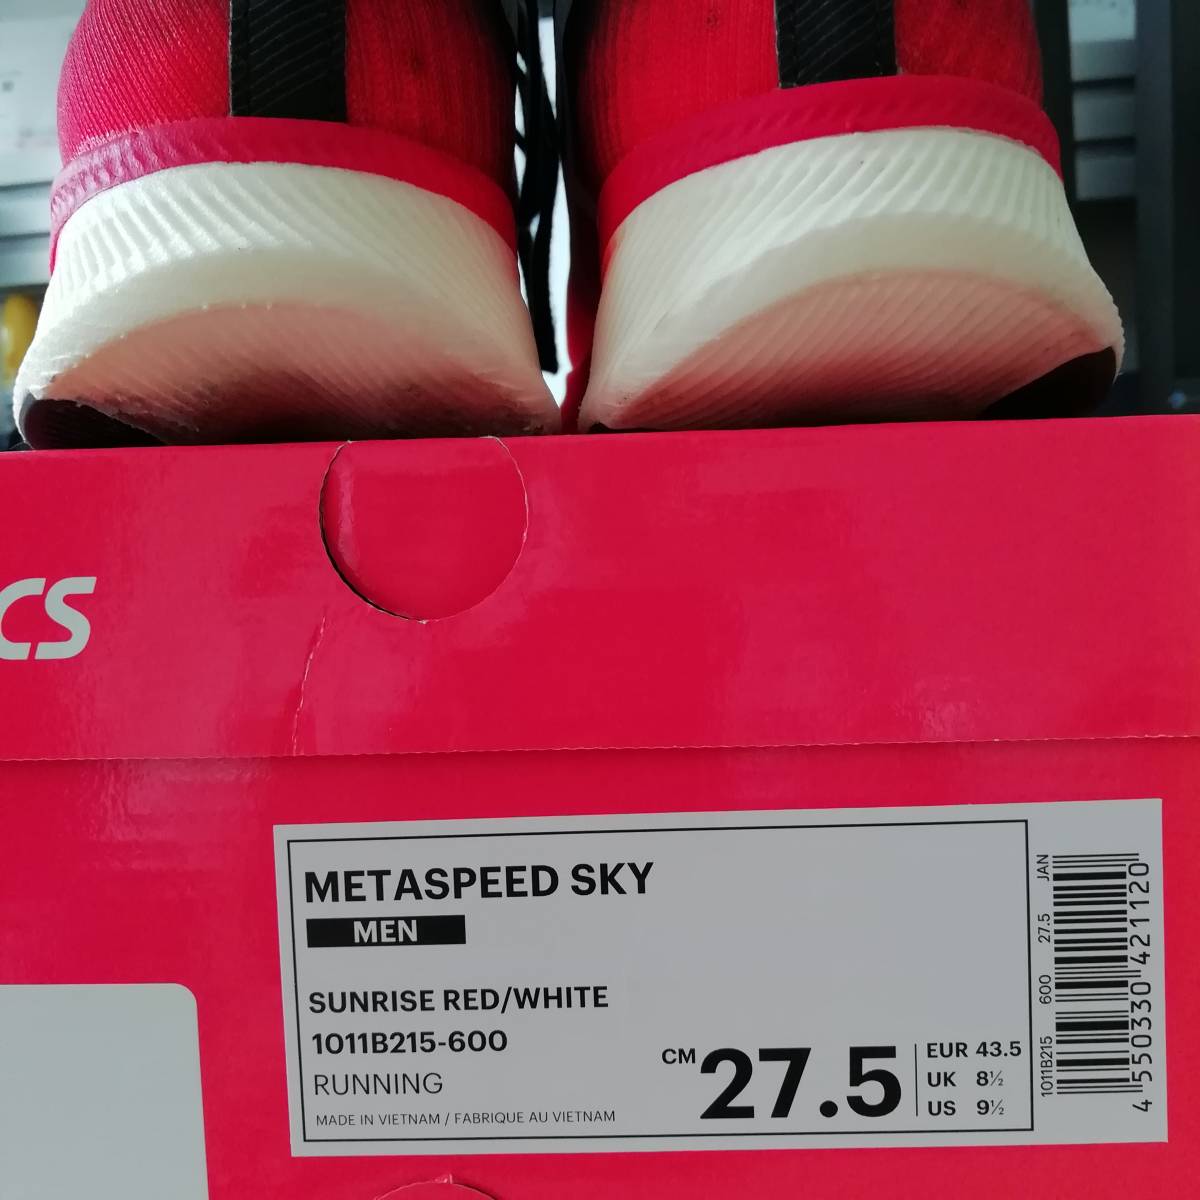 CS
METASPEED SKY
MEN
SUNRISE RED/WHITE
1011B215-600
RUNNING
MADE IN VIETNAM / FABRIQUE AU VIETNAM
CM 27.5
EUR 43.5
UK 8½
US 9½
1011B215 600 27.5 JAN
4 550330 421120